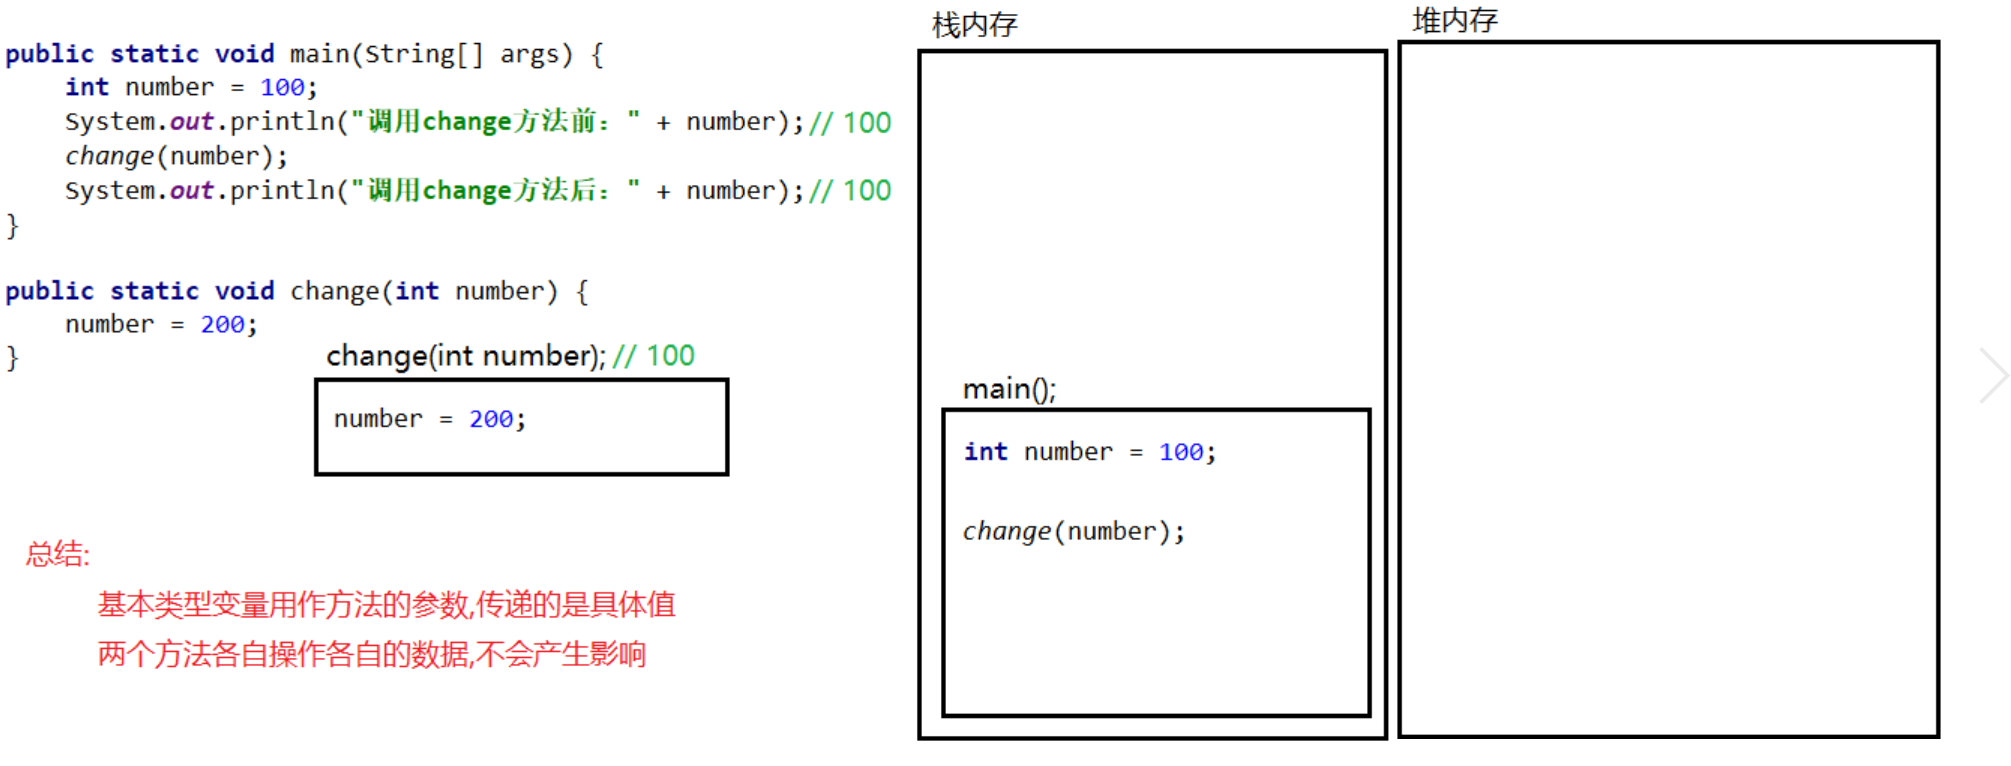 public static void main(String[] args) {
int number = 100;
System.out.println("调用change方法前：" + number);// 100
change(number);
System.out.println("调用change方法后：" + number);// 100
}
public static void change(int number) {
number = 200;
}
change(int number);// 100
number = 200;
总结:
基本类型变量用作方法的参数,传递的是具体值
两个方法各自操作各自的数据,不会产生影响
栈内存
main();
int number = 100;
change(number);
堆内存